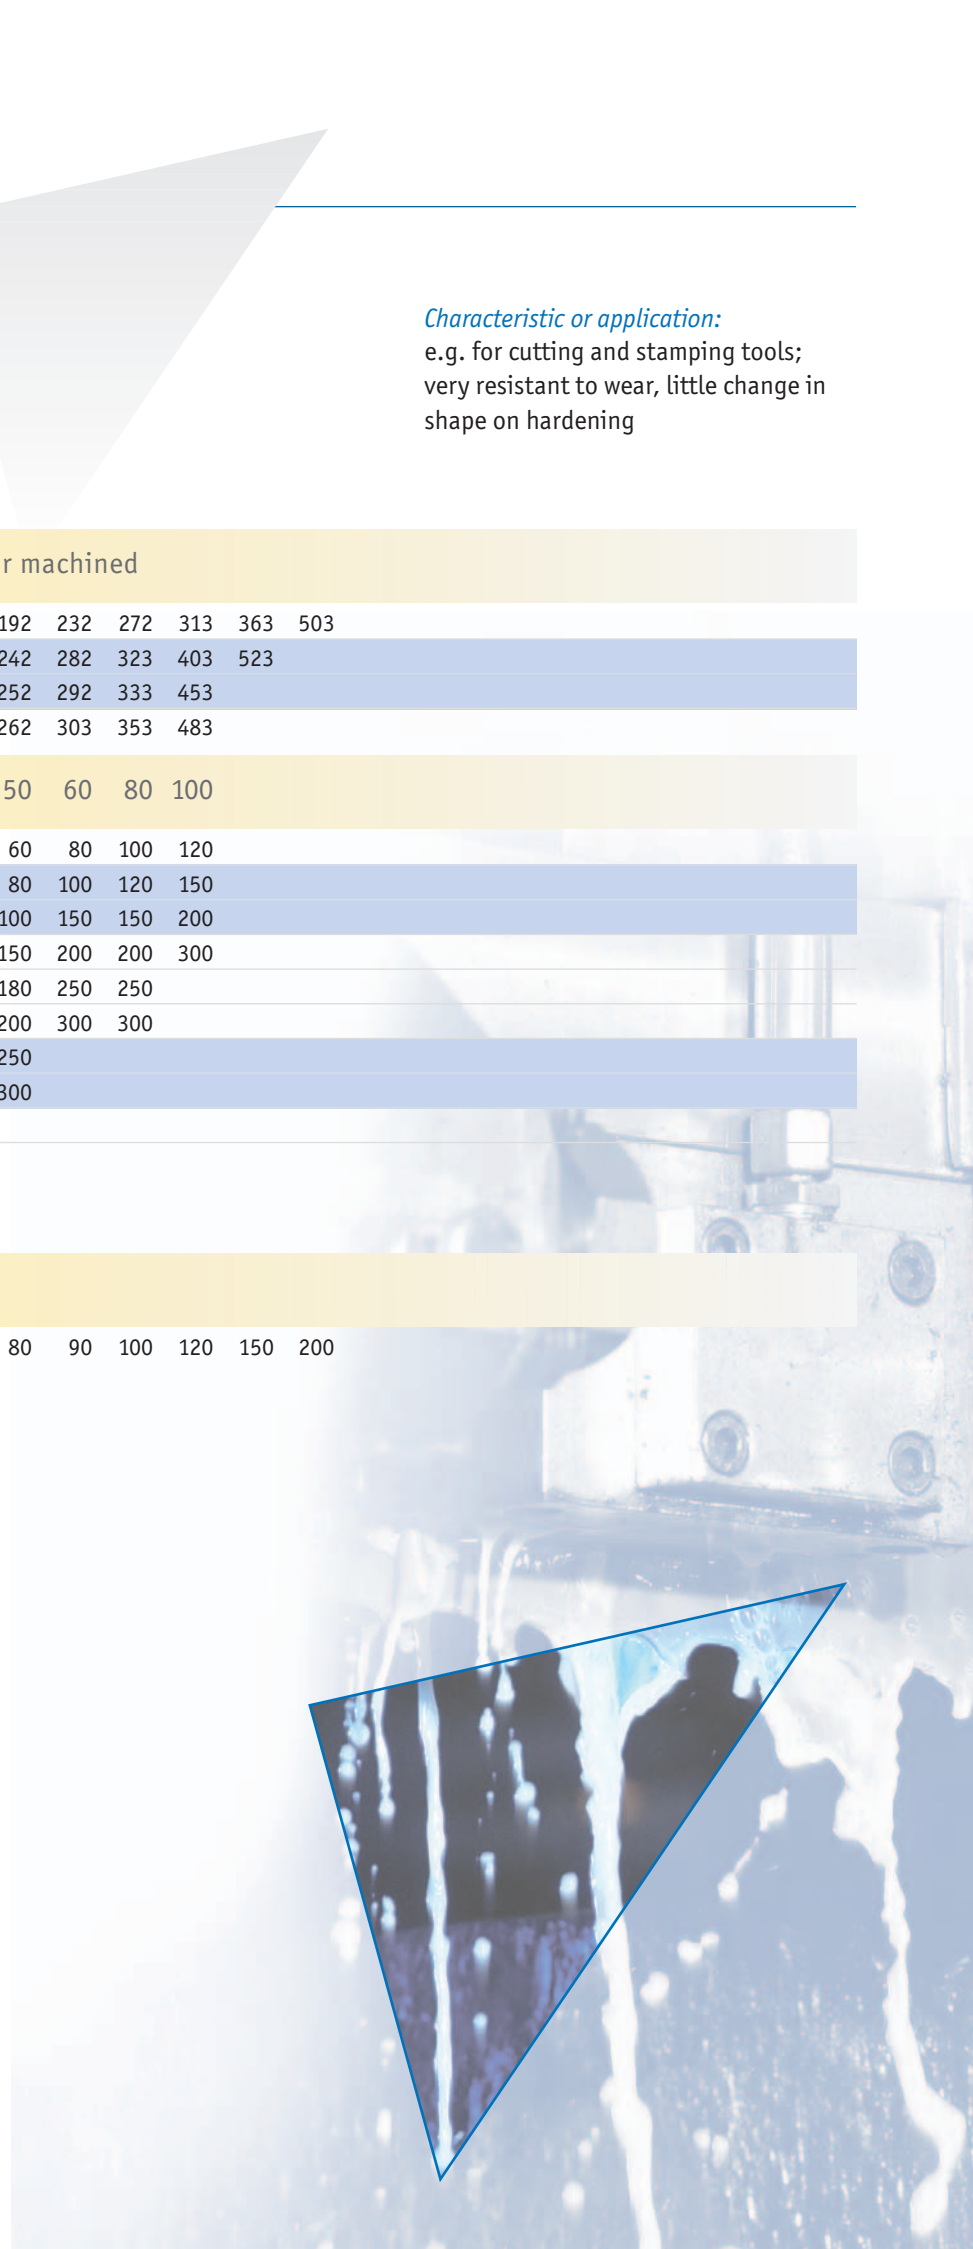 Characteristic or application:
e.g. for cutting and stamping tools;
very resistant to wear, little change in
shape on hardening
r machined
192 232 272 313 363 503
242 282 323 403 523
252 292 333 453
262 303 353 483
50 60 80 100
60 80 100 120
80 100 120 150
100 150 150 200
150 200 200 300
180 250 250
200 300 300
250
300
80 90 100 120 150 200